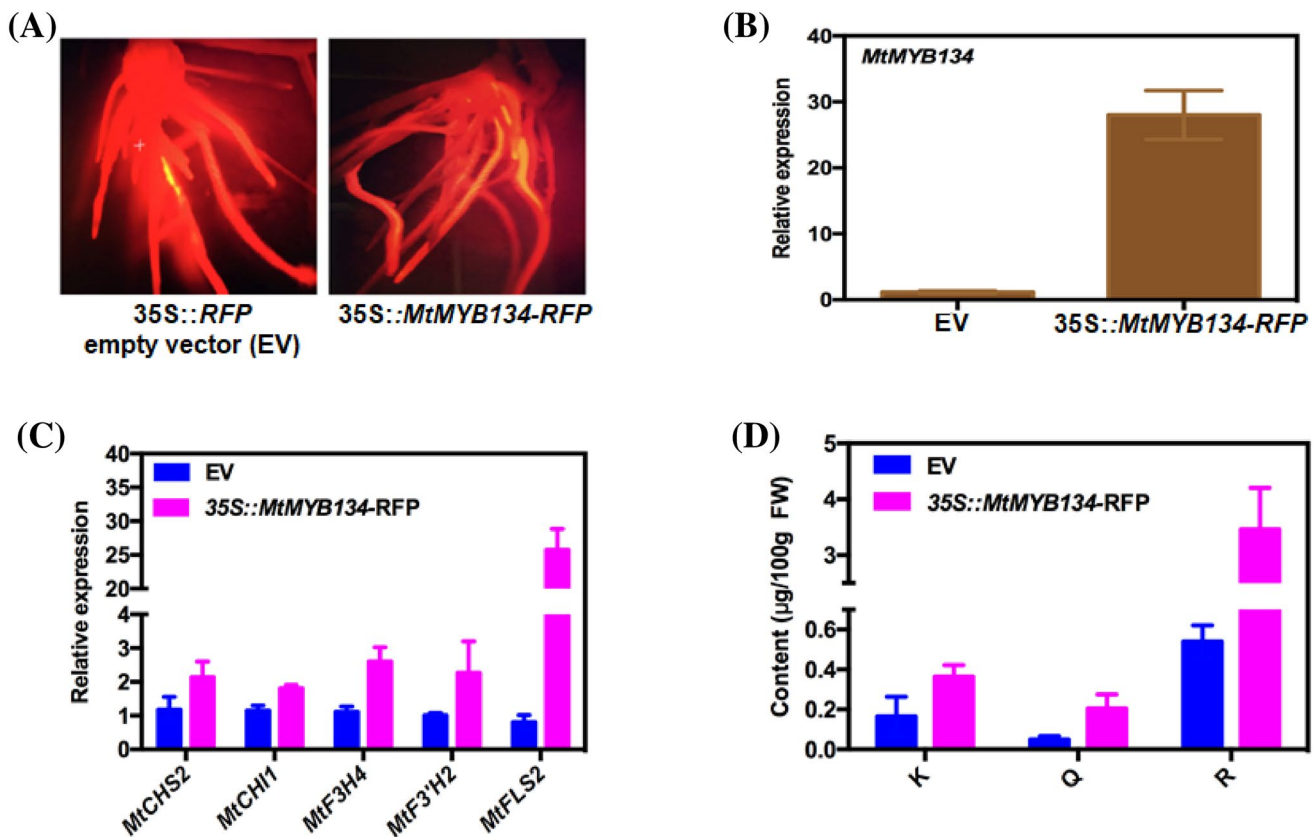 (A)
35S::RFP
empty vector (EV)
35S::MtMYB134-RFP
(B)
MtMYB134
Relative expression
40
30
20
10
0
EV
35S::MtMYB134-RFP
(C)
EV
35S::MtMYB134-RFP
Relative expression
40
35
30
25
20
4
3
2
1
0
MtCHS2
MtCHI1
MtF3H4
MtF3'H2
MtFLS2
(D)
EV
35S::MtMYB134-RFP
Content (µg/100g FW)
5
4
3
0.6
0.4
0.2
0.0
K
Q
R